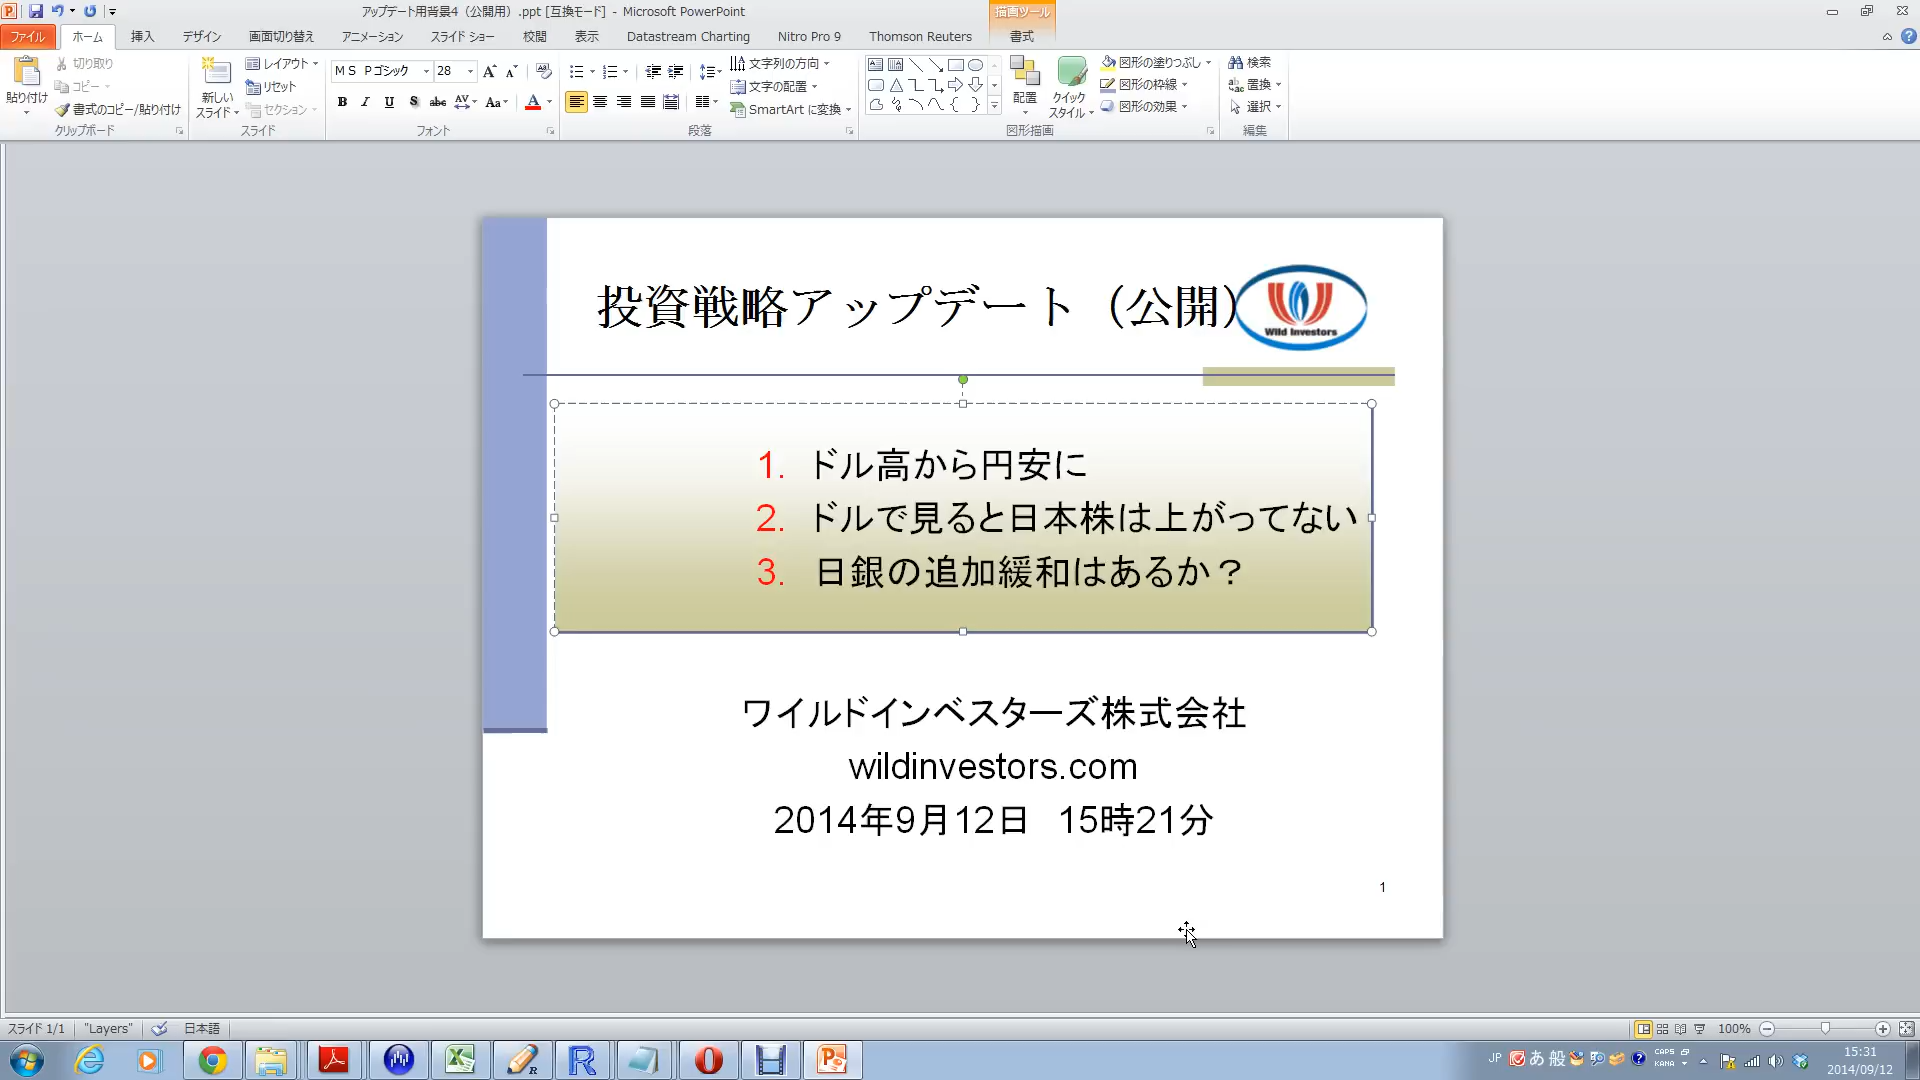 アップデート用背景4（公開用）.ppt [互換モード] - Microsoft PowerPoint
描画ツール
ファイル ホーム 挿入 デザイン 画面切り替え アニメーション スライド ショー 校閲 表示 Datastream Charting Nitro Pro 9 Thomson Reuters 書式
貼り付け
切り取り
コピー
書式のコピー/貼り付け
クリップボード
新しい
スライド
レイアウト
リセット
セクション
スライド
ＭＳ Ｐゴシック 28
B I U S abc AV Aa A
フォント
文字列の方向
文字の配置
SmartArt に変換
段落
配置
クイック
スタイル
図形の塗りつぶし
図形の枠線
図形の効果
図形描画
検索
置換
選択
編集
投資戦略アップデート（公開）
Wild Investors
1. ドル高から円安に
2. ドルで見ると日本株は上がってない
3. 日銀の追加緩和はあるか？
ワイルドインベスターズ株式会社
wildinvestors.com
2014年9月12日 15時21分
1
スライド 1/1 "Layers" 日本語 100%
JP あ 般 CAPS KANA
15:31
2014/09/12